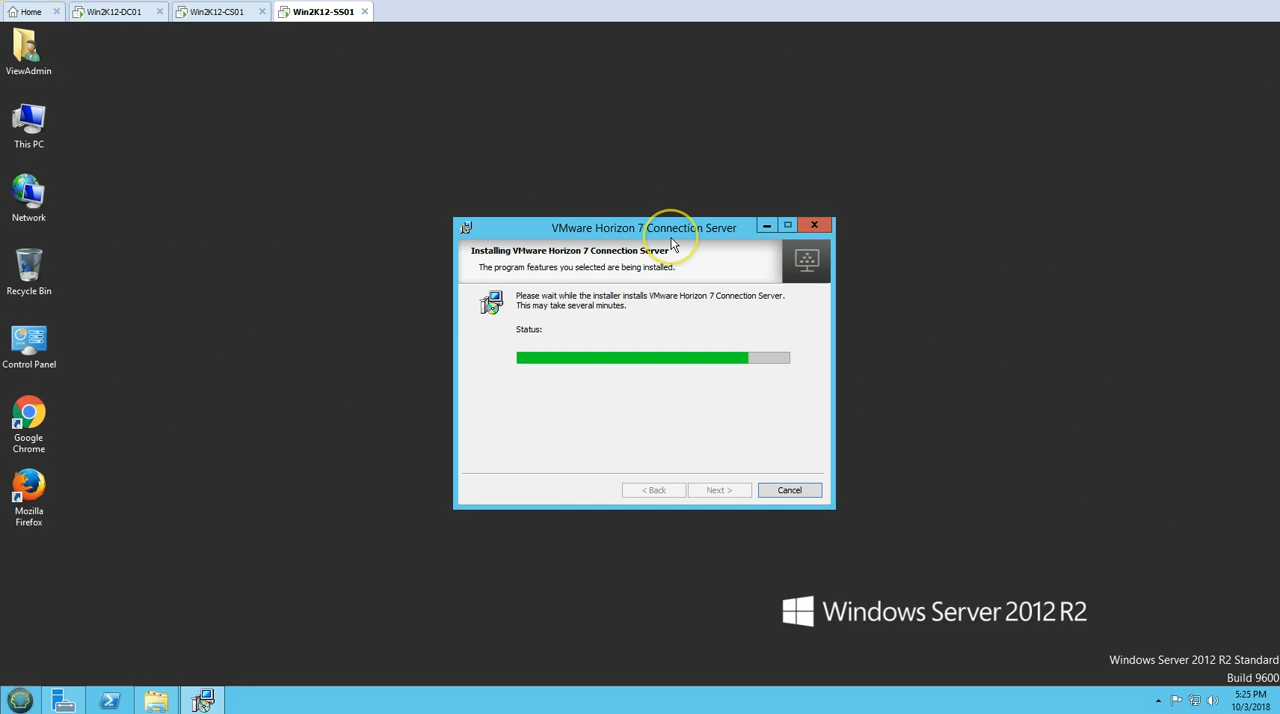 Home
Win2K12-DC01
Win2K12-CS01
Win2K12-SS01
ViewAdmin
This PC
Network
Recycle Bin
Control Panel
Google
Chrome
Mozilla
Firefox
VMware Horizon 7 Connection Server
Installing VMware Horizon 7 Connection Server
The program features you selected are being installed.
Please wait while the installer installs VMware Horizon 7 Connection Server.
This may take several minutes.
Status:
< Back
Next >
Cancel
Windows Server 2012 R2
Windows Server 2012 R2 Standard
Build 9600
5:25 PM
10/3/2018